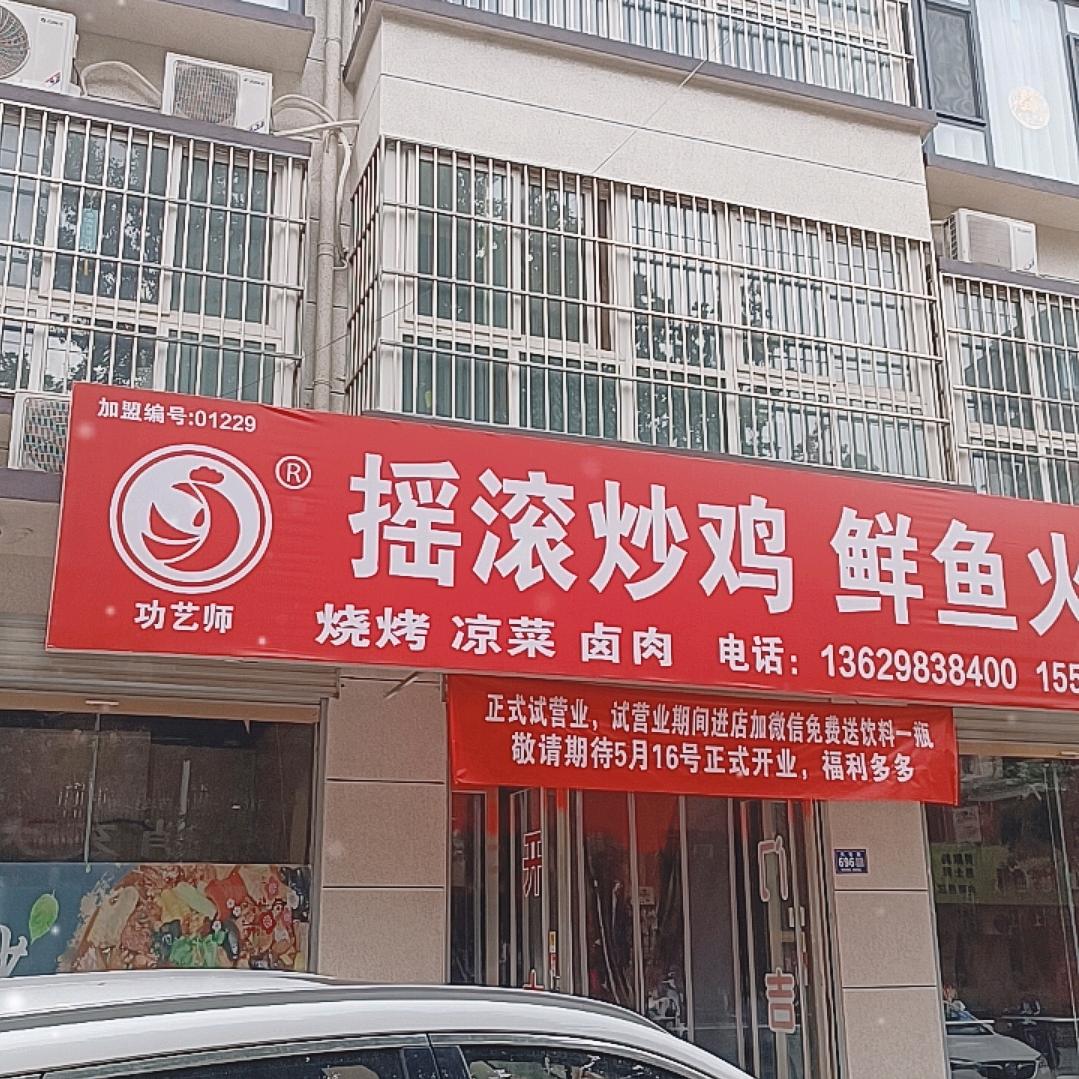 加盟编号:01229
®
摇滚炒鸡 鲜鱼火
功艺师
烧烤 凉菜 卤肉 电话：13629838400 155
正式试营业，试营业期间进店加微信免费送饮料一瓶
敬请期待5月16号正式开业，福利多多
开
吉
696